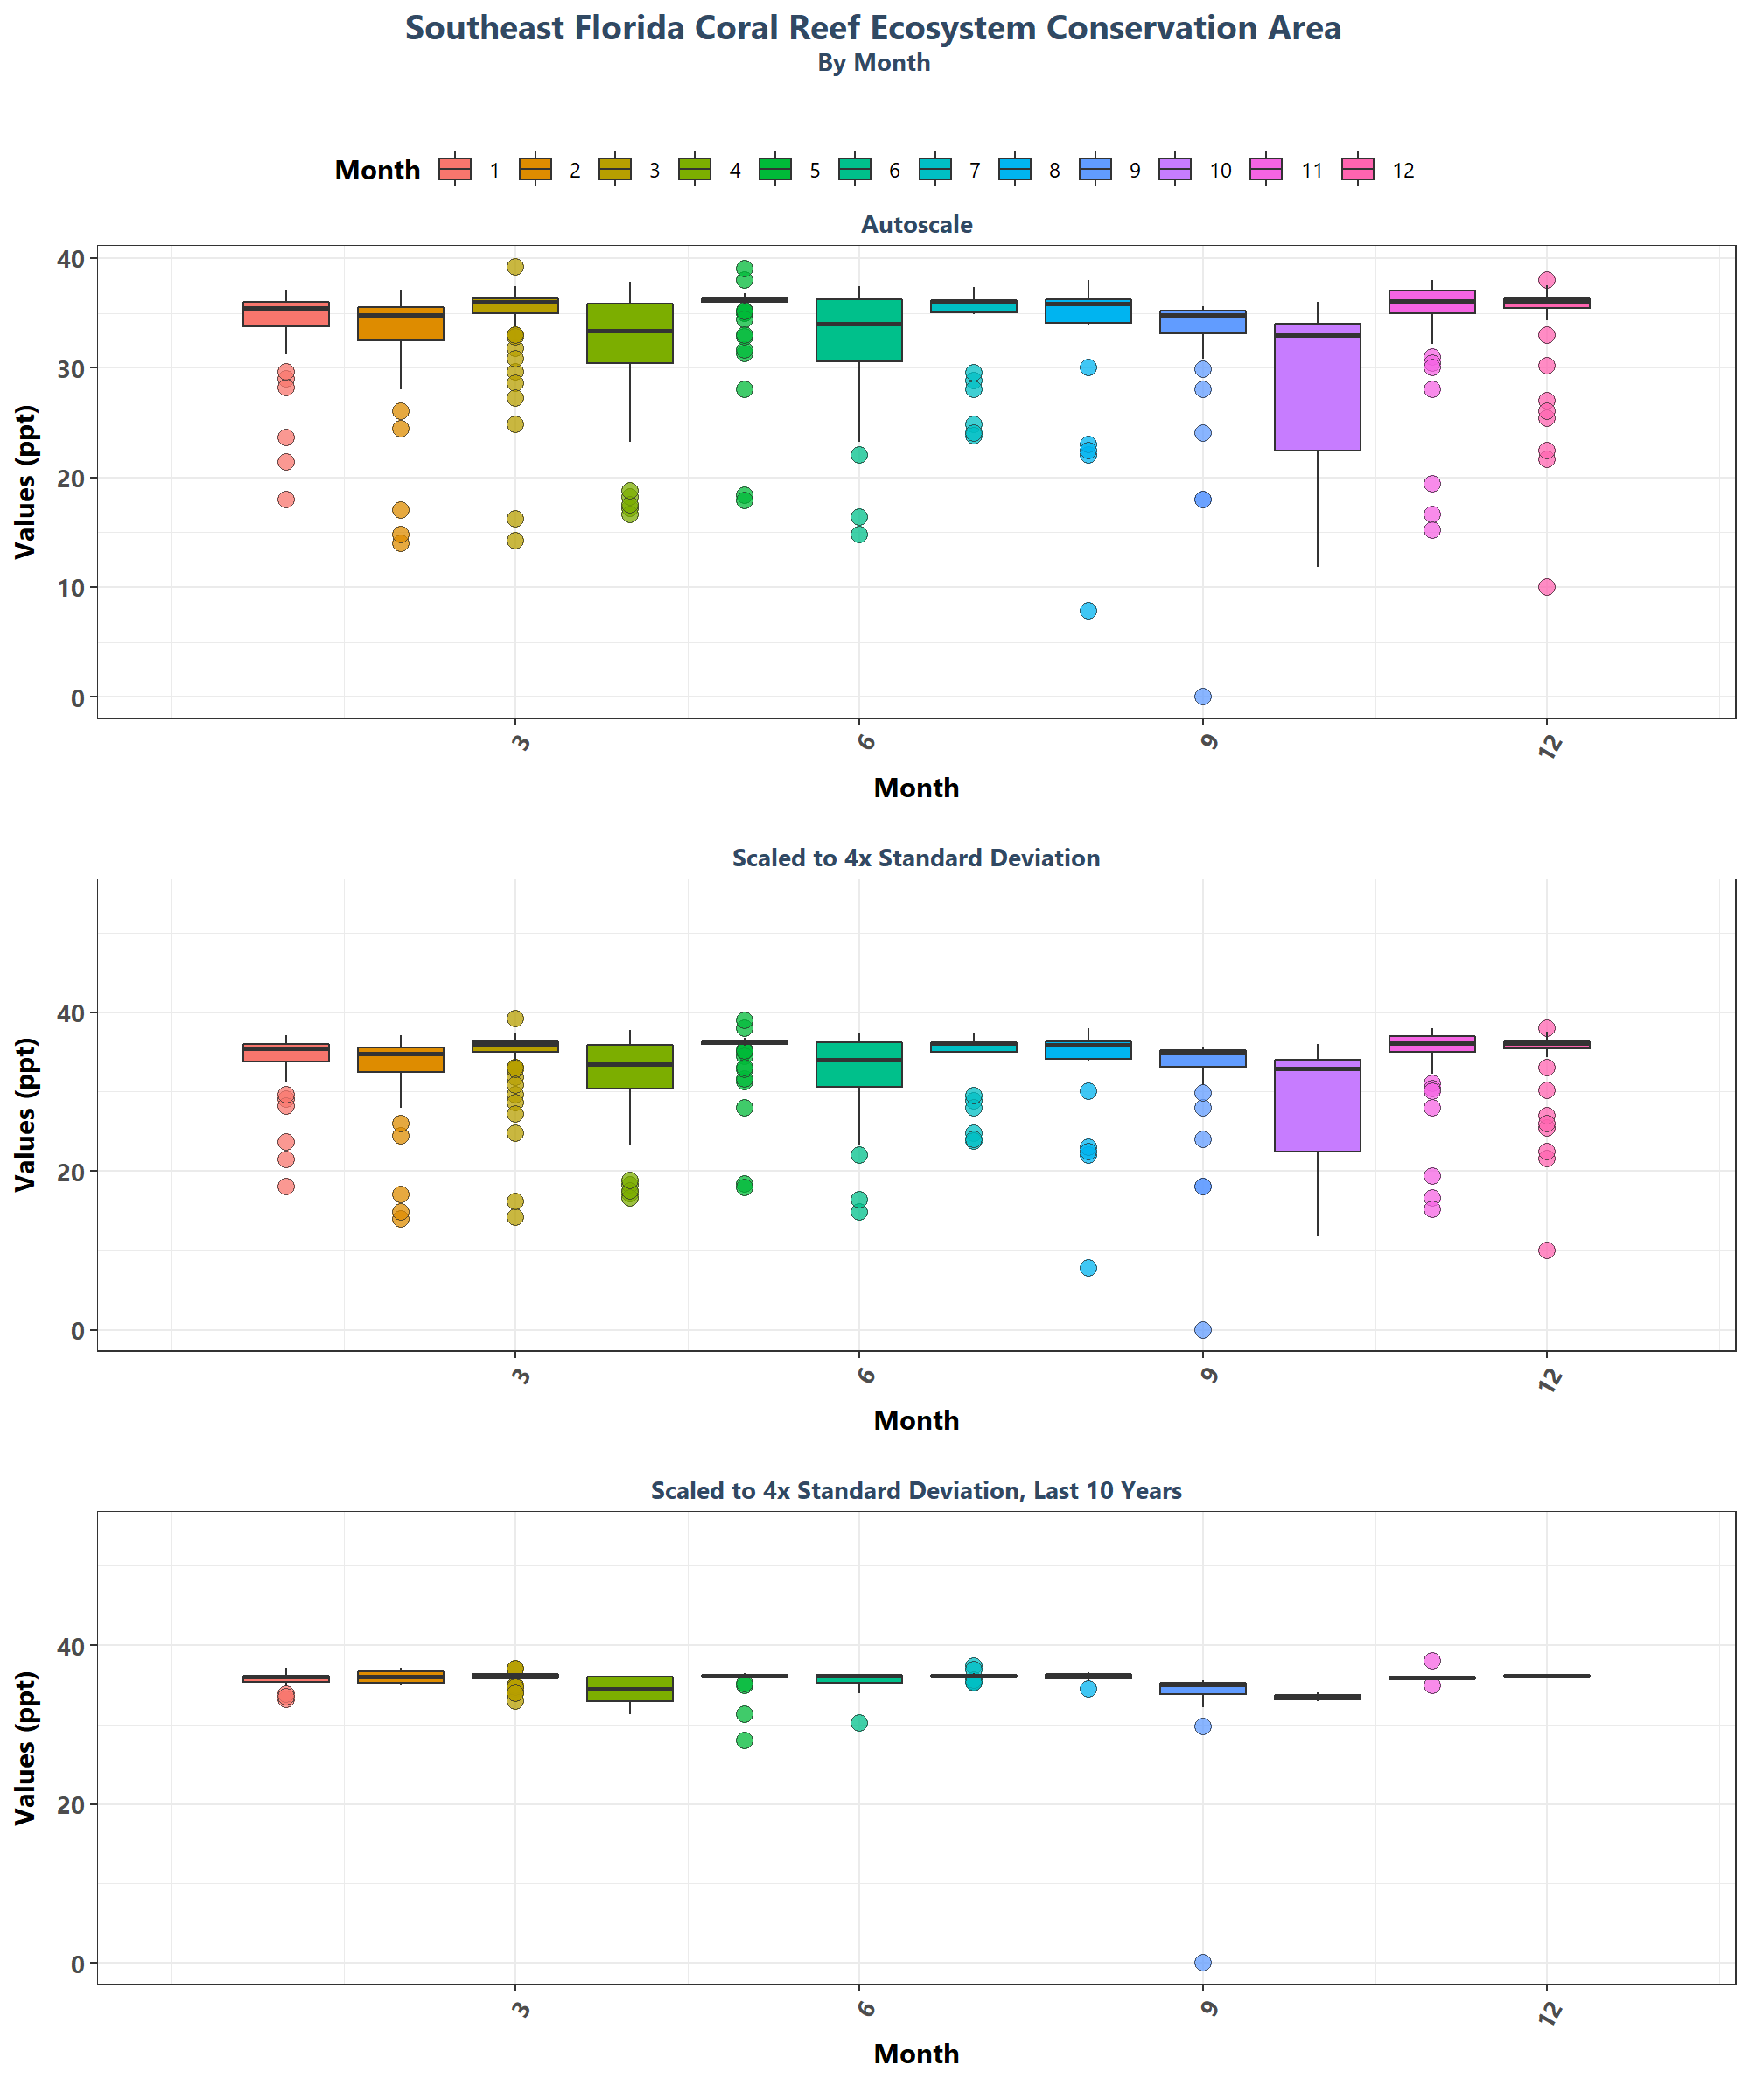 Southeast Florida Coral Reef Ecosystem Conservation Area
By Month
Month 1 2 3 4 5 6 7 8 9 10 11 12
Autoscale
Values (ppt)
40
30
20
10
0
3 6 9 12
Month
Scaled to 4x Standard Deviation
Values (ppt)
40
20
0
3 6 9 12
Month
Scaled to 4x Standard Deviation, Last 10 Years
Values (ppt)
40
20
0
3 6 9 12
Month